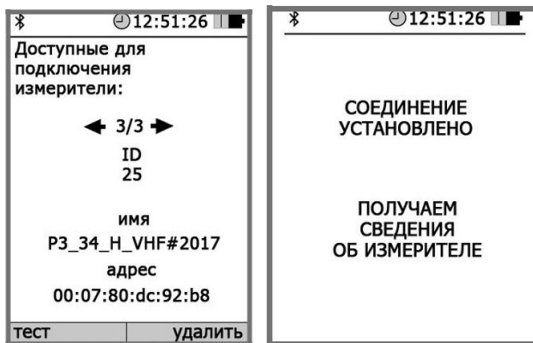 12:51:26
Доступные для
подключения
измерители:
3/3
ID
25
имя
P3_34_H_VHF#2017
адрес
00:07:80:dc:92:b8
тест удалить
12:51:26
СОЕДИНЕНИЕ
УСТАНОВЛЕНО
ПОЛУЧАЕМ
СВЕДЕНИЯ
ОБ ИЗМЕРИТЕЛЕ